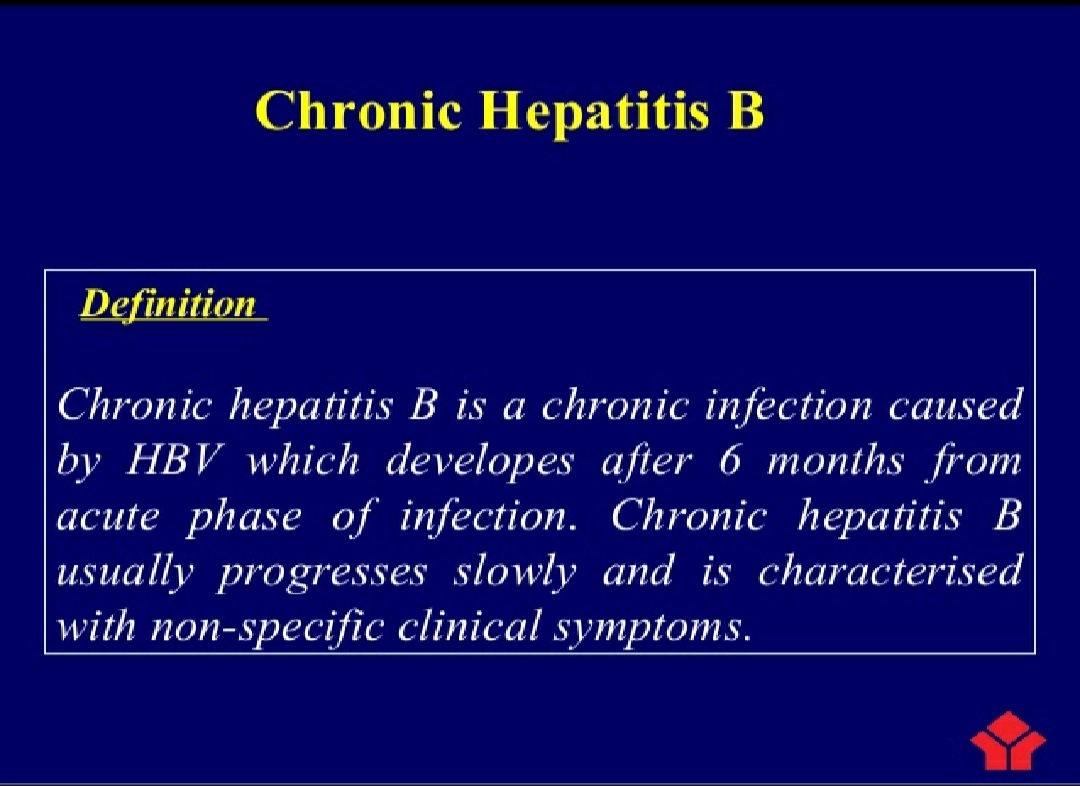 Chronic Hepatitis B
Definition
Chronic hepatitis B is a chronic infection caused
by HBV which developes after 6 months from
acute phase of infection. Chronic hepatitis B
usually progresses slowly and is characterised
with non-specific clinical symptoms.